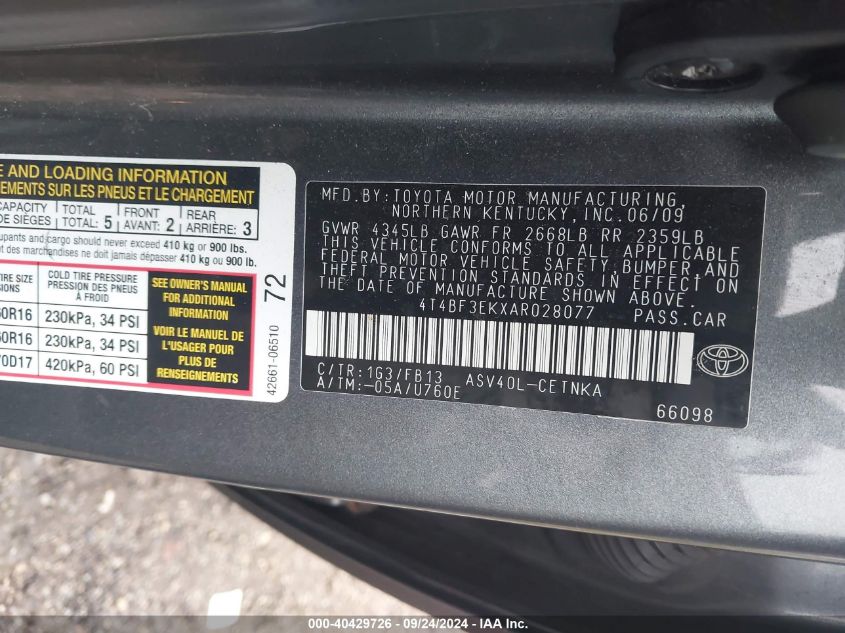 E AND LOADING INFORMATION
EMENTS SUR LES PNEUS ET LE CHARGEMENT
CAPACITY TOTAL 5 FRONT 2 REAR 3
DE SIÈGES TOTAL: AVANT: ARRIÈRE:
upants and cargo should never exceed 410 kg or 900 lbs.
et des marchandises ne doit jamais dépasser 410 kg ou 900 lb.
TIRE SIZE COLD TIRE PRESSURE
SIONS PRESSION DES PNEUS
À FROID
60R16 230kPa, 34 PSI
60R16 230kPa, 34 PSI
70D17 420kPa, 60 PSI
SEE OWNER'S MANUAL
FOR ADDITIONAL
INFORMATION
VOIR LE MANUEL DE
L'USAGER POUR
PLUS DE
RENSEIGNEMENTS
42661-06510 72
MFD.BY:TOYOTA MOTOR MANUFACTURING,
NORTHERN KENTUCKY, INC.06/09
GVWR 4345LB GAWR FR 2668LB RR 2359LB
THIS VEHICLE CONFORMS TO ALL APPLICABLE
FEDERAL MOTOR VEHICLE SAFETY,BUMPER,AND
THEFT PREVENTION STANDARDS IN EFFECT ON
THE DATE OF MANUFACTURE SHOWN ABOVE.
4T4BF3EKXAR028077 PASS.CAR
C/TR:1G3/FB13 ASV40L-CETNKA
A/TM:-05A/U760E
66098
TOYOTA
000-40429726 - 09/24/2024 - IAA Inc.